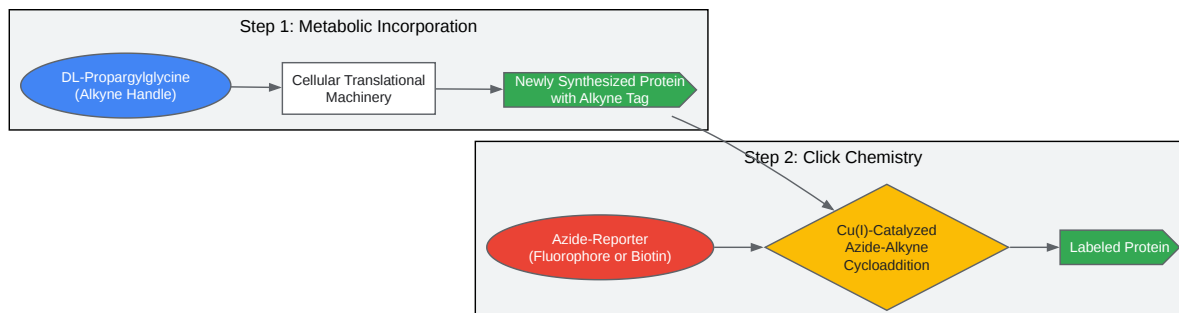 Step 1: Metabolic Incorporation
DL-Propargylglycine
(Alkyne Handle)
Cellular Translational
Machinery
Newly Synthesized Protein
with Alkyne Tag
Step 2: Click Chemistry
Azide-Reporter
(Fluorophore or Biotin)
Cu(I)-Catalyzed
Azide-Alkyne
Cycloaddition
Labeled Protein